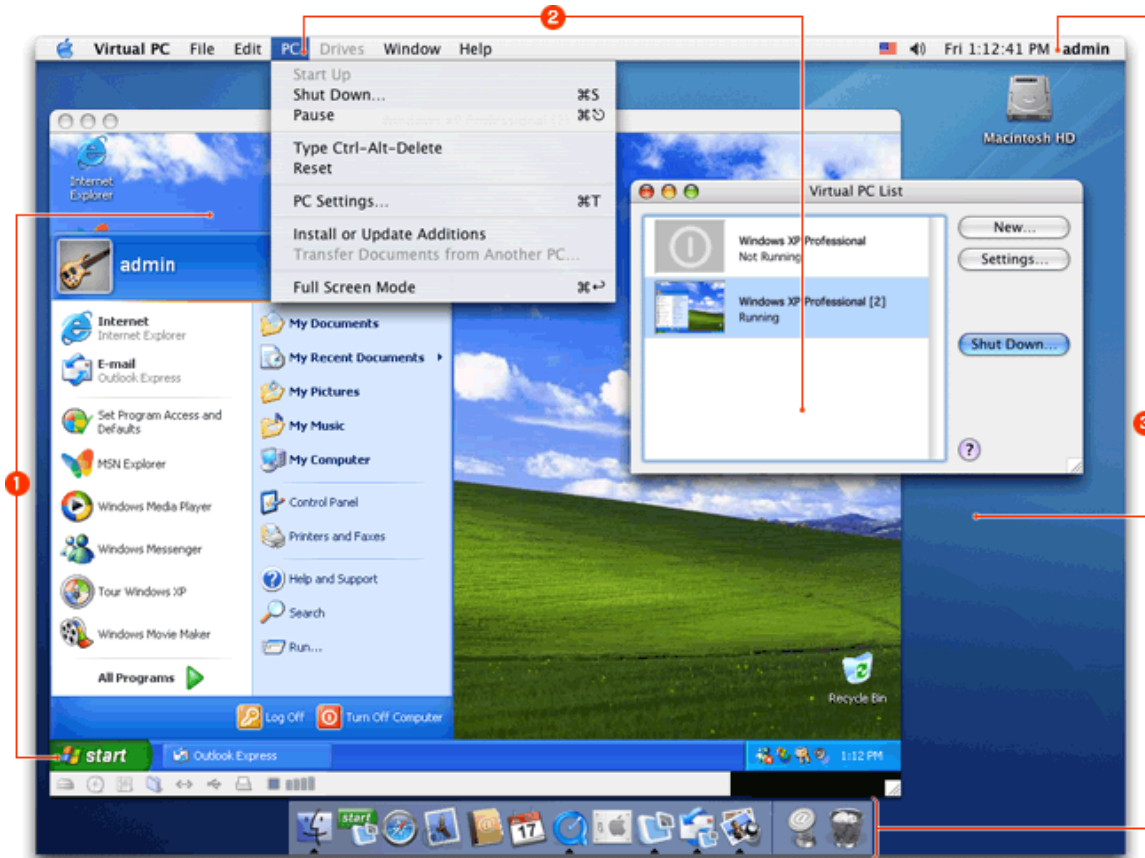 2
Virtual PC File Edit PC Drives Window Help
Fri 1:12:41 PM admin
Start Up
Shut Down... ⌘S
Pause
Type Ctrl-Alt-Delete
Reset
PC Settings... ⌘T
Install or Update Additions
Transfer Documents from Another PC...
Full Screen Mode ⌘↩
Macintosh HD
Internet
Explorer
Virtual PC List
Windows XP Professional
Not Running
Windows XP Professional [2]
Running
New...
Settings...
Shut Down...
?
3
1
admin
Internet
Internet Explorer
E-mail
Outlook Express
Set Program Access and
Defaults
MSN Explorer
Windows Media Player
Windows Messenger
Tour Windows XP
Windows Movie Maker
All Programs
My Documents
My Recent Documents
My Pictures
My Music
My Computer
Control Panel
Printers and Faxes
Help and Support
Search
Run...
Log Off Turn Off Computer
Recycle Bin
start Outlook Express 1:12 PM
start
17